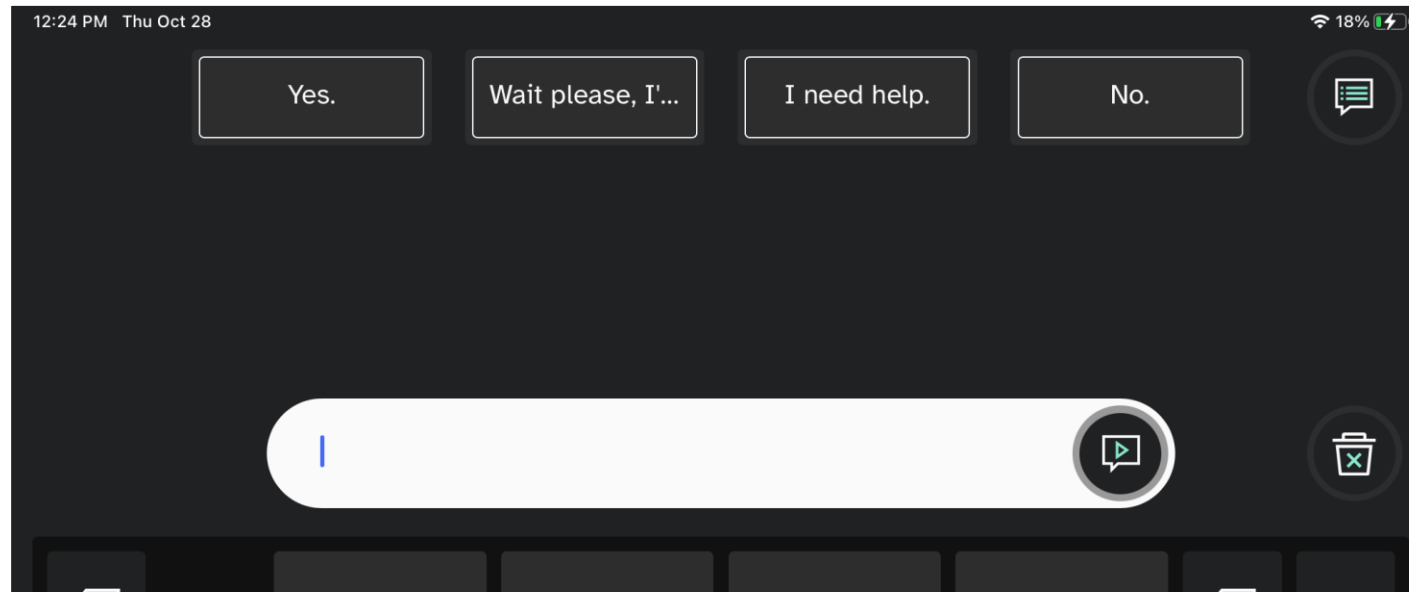 12:24 PM Thu Oct 28 18%
Yes. Wait please, I'... I need help. No.